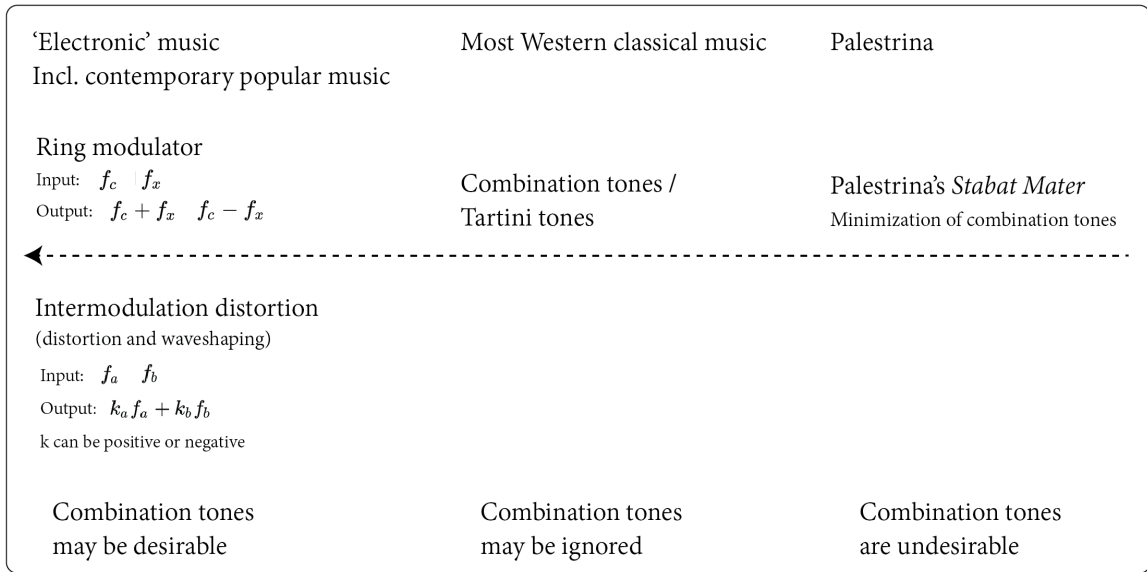 ‘Electronic’ music
Incl. contemporary popular music
Most Western classical music
Palestrina
Ring modulator
Input: f_c f_x
Output: f_c + f_x f_c − f_x
Combination tones /
Tartini tones
Palestrina’s Stabat Mater
Minimization of combination tones
Intermodulation distortion
(distortion and waveshaping)
Input: f_a f_b
Output: k_a f_a + k_b f_b
k can be positive or negative
Combination tones
may be desirable
Combination tones
may be ignored
Combination tones
are undesirable